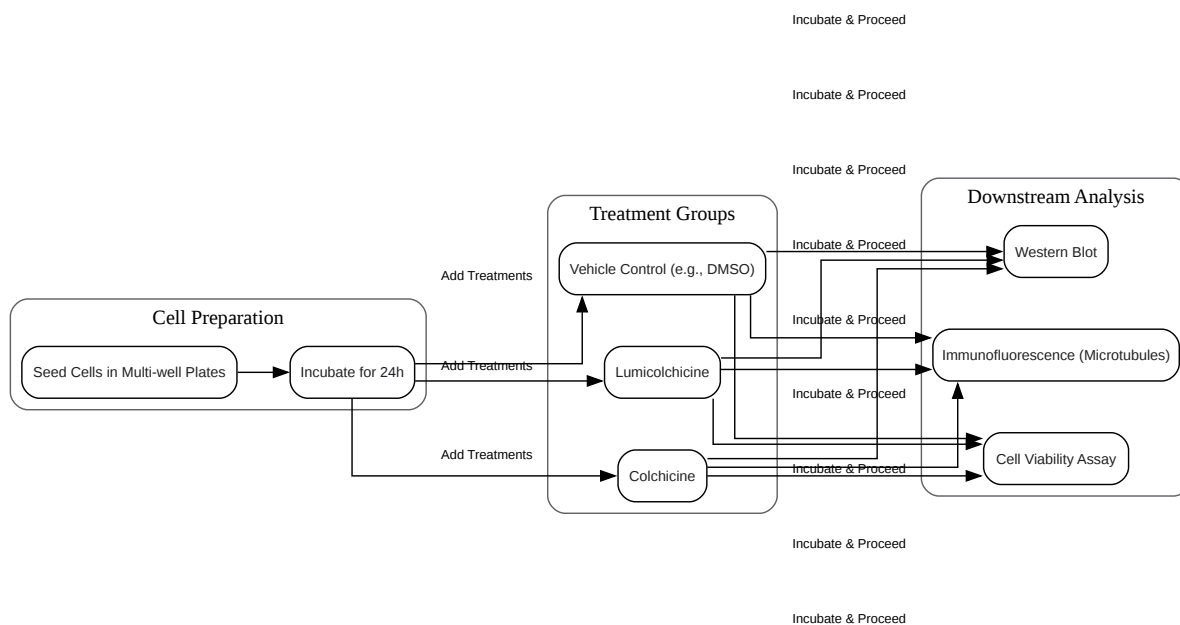 Incubate & Proceed
Incubate & Proceed
Incubate & Proceed
Downstream Analysis
Treatment Groups
Western Blot
Incubate & Proceed
Vehicle Control (e.g., DMSO)
Add Treatments
Cell Preparation
Incubate & Proceed
Immunofluorescence (Microtubules)
Add Treatments
Seed Cells in Multi-well Plates
Incubate for 24h
Lumicolchicine
Incubate & Proceed
Add Treatments
Cell Viability Assay
Incubate & Proceed
Colchicine
Incubate & Proceed
Incubate & Proceed